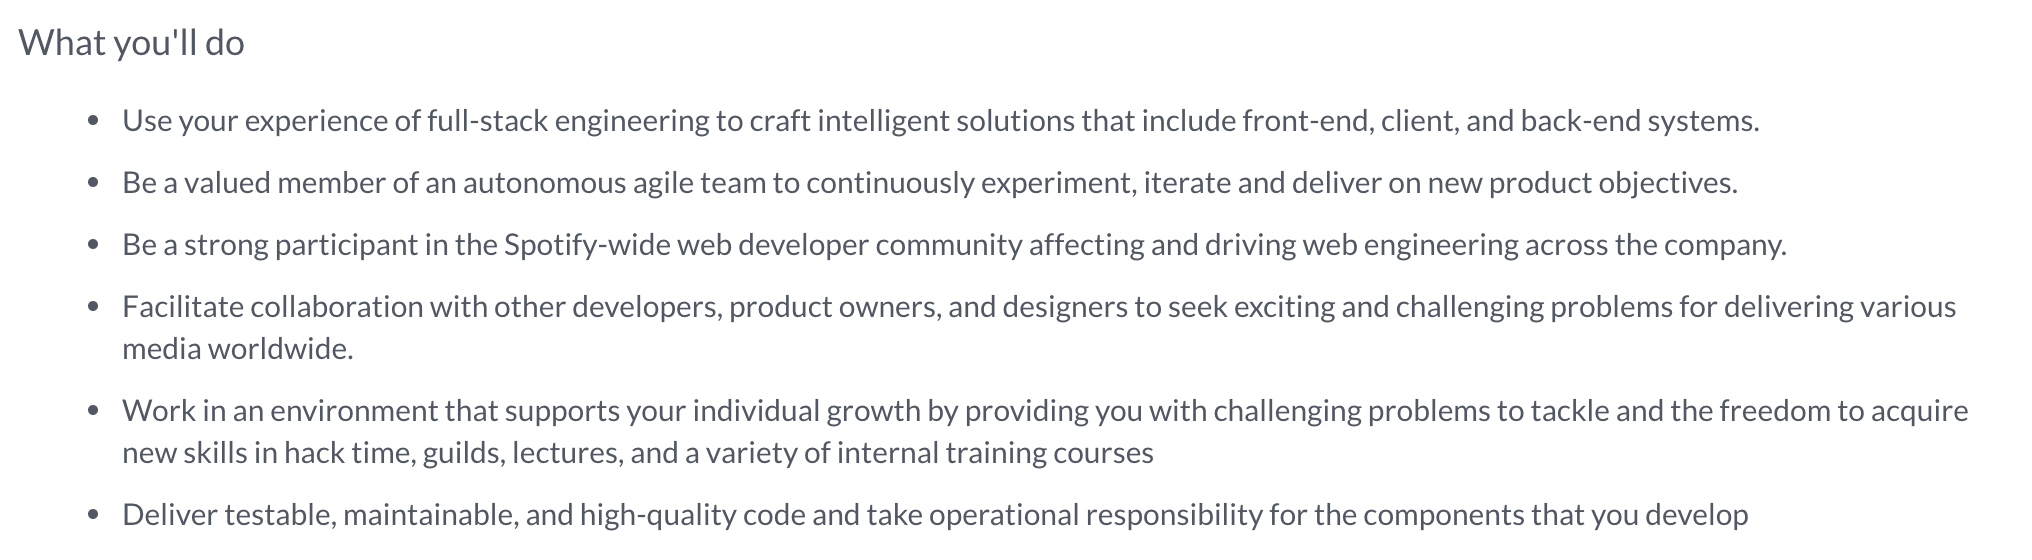 What you'll do
• Use your experience of full-stack engineering to craft intelligent solutions that include front-end, client, and back-end systems.
• Be a valued member of an autonomous agile team to continuously experiment, iterate and deliver on new product objectives.
• Be a strong participant in the Spotify-wide web developer community affecting and driving web engineering across the company.
• Facilitate collaboration with other developers, product owners, and designers to seek exciting and challenging problems for delivering various
media worldwide.
• Work in an environment that supports your individual growth by providing you with challenging problems to tackle and the freedom to acquire
new skills in hack time, guilds, lectures, and a variety of internal training courses
• Deliver testable, maintainable, and high-quality code and take operational responsibility for the components that you develop